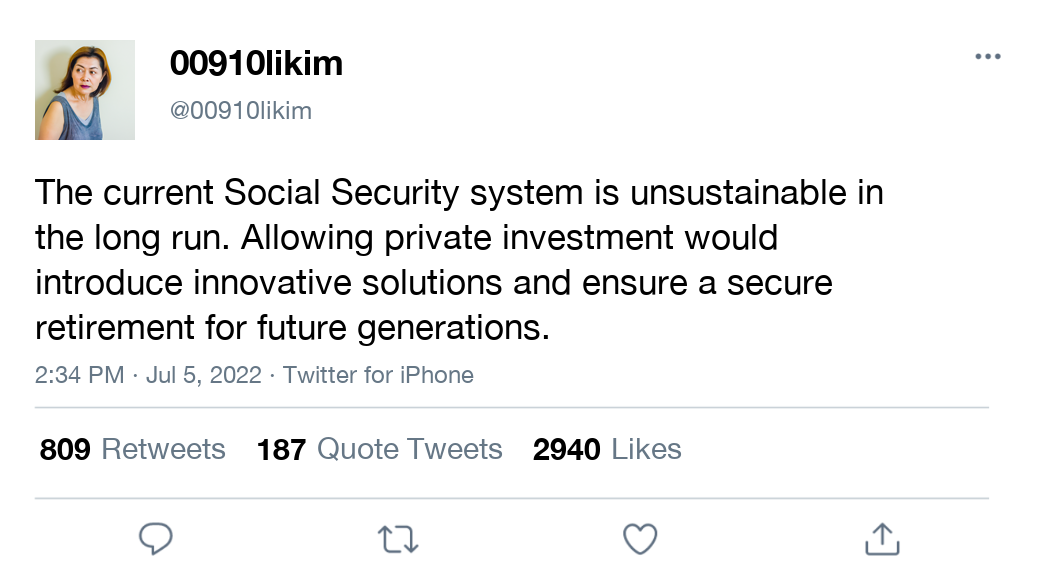 00910likim
@00910likim
The current Social Security system is unsustainable in
the long run. Allowing private investment would
introduce innovative solutions and ensure a secure
retirement for future generations.
2:34 PM · Jul 5, 2022 · Twitter for iPhone
809 Retweets 187 Quote Tweets 2940 Likes